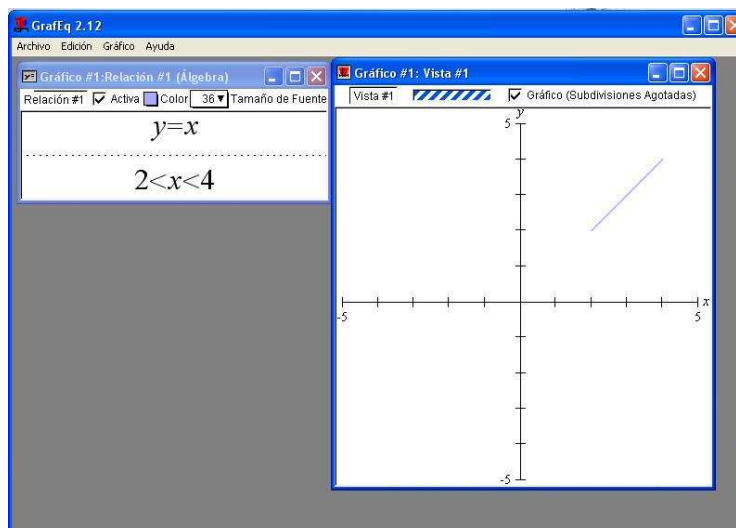 GrafEq 2.12
Archivo Edición Gráfico Ayuda
Gráfico #1:Relación #1 (Álgebra)
Relación #1 Activa Color 36 Tamaño de Fuente
y=x
2<x<4
Gráfico #1: Vista #1
Vista #1 Gráfico (Subdivisiones Agotadas)
y
5
x
-5
5
-5